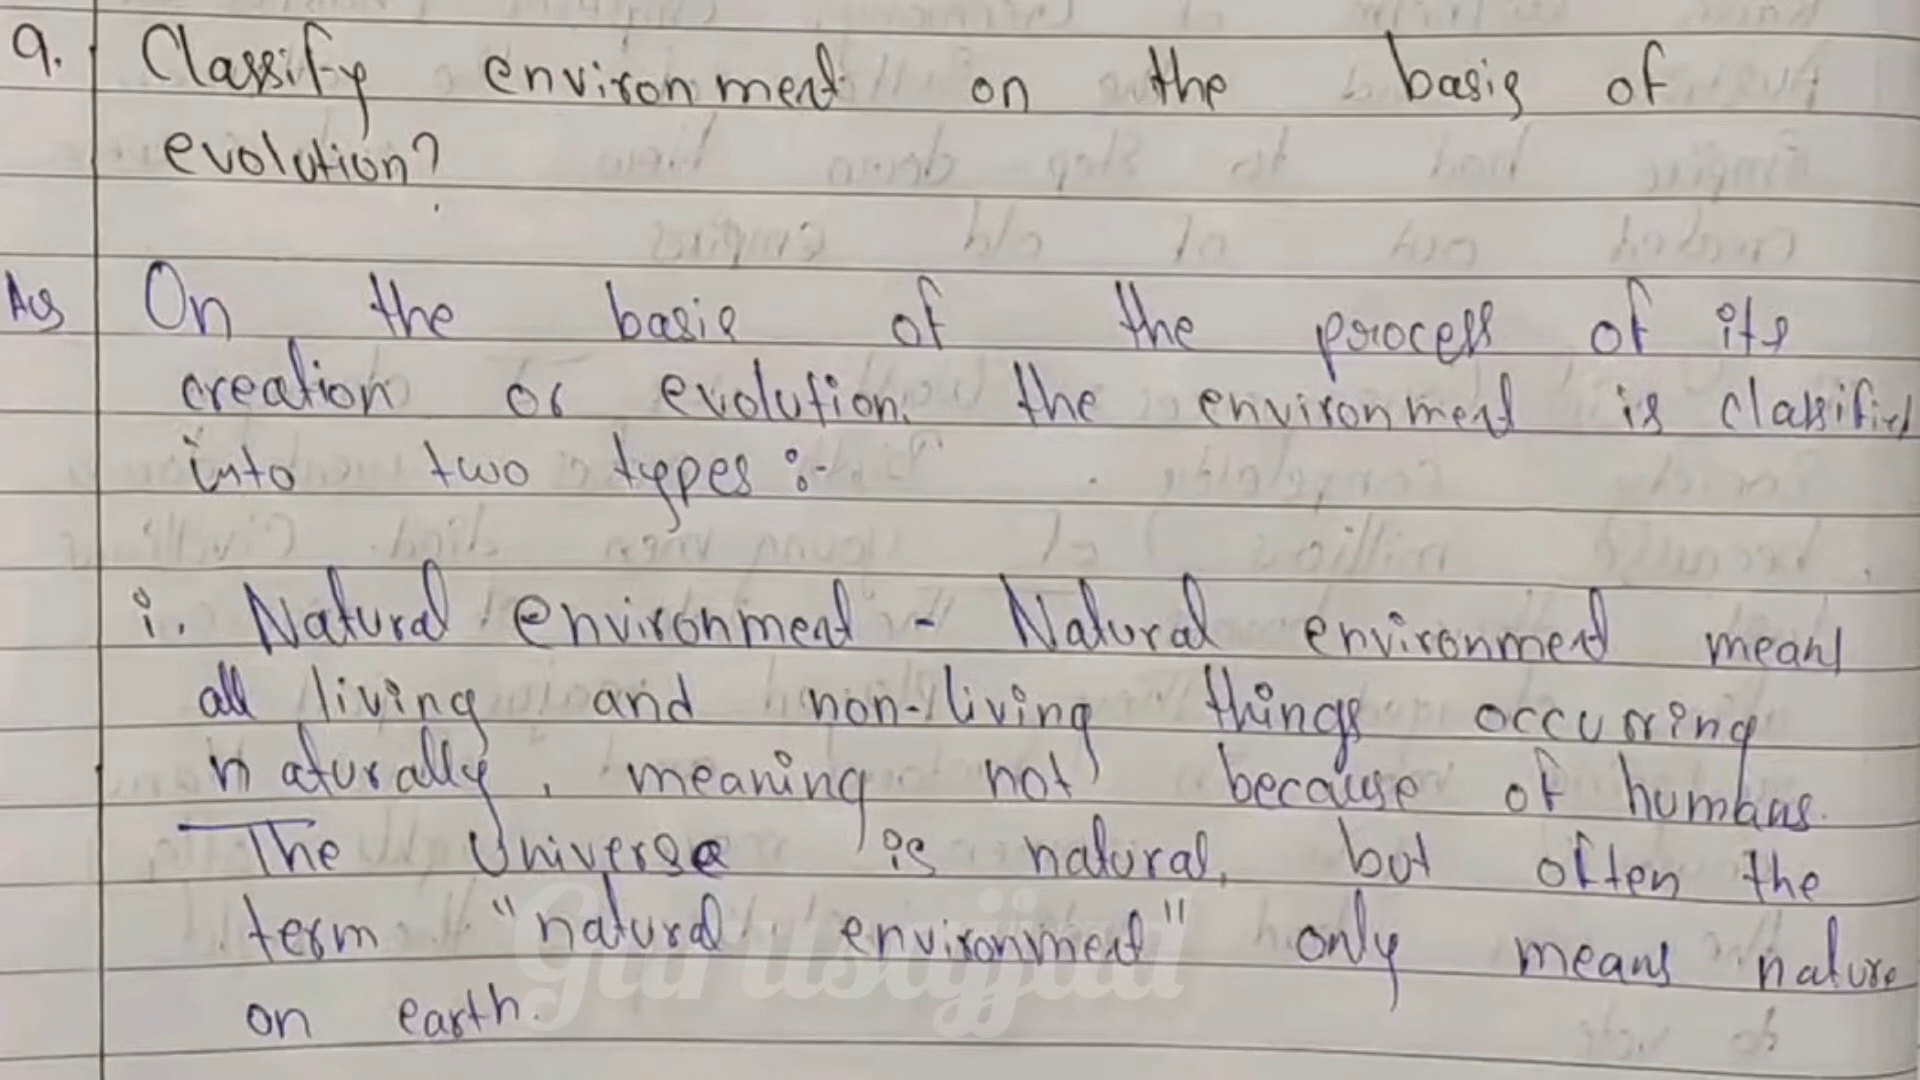 9. Classify environment on the basis of
evolution?
Ans On the basis of the process of its
creation or evolution. the environment is classified
into two types :-
i. Natural environment - Natural environment means
all living and non-living things occurring
naturally, meaning not because of humans.
The Universe is natural, but often the
term "natural environment" only means nature
on earth.
Gurusajjad